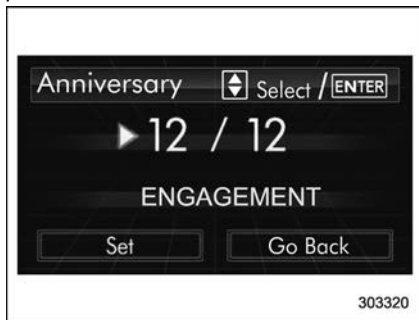 Anniversary Select / ENTER
12 / 12
ENGAGEMENT
Set Go Back
303320